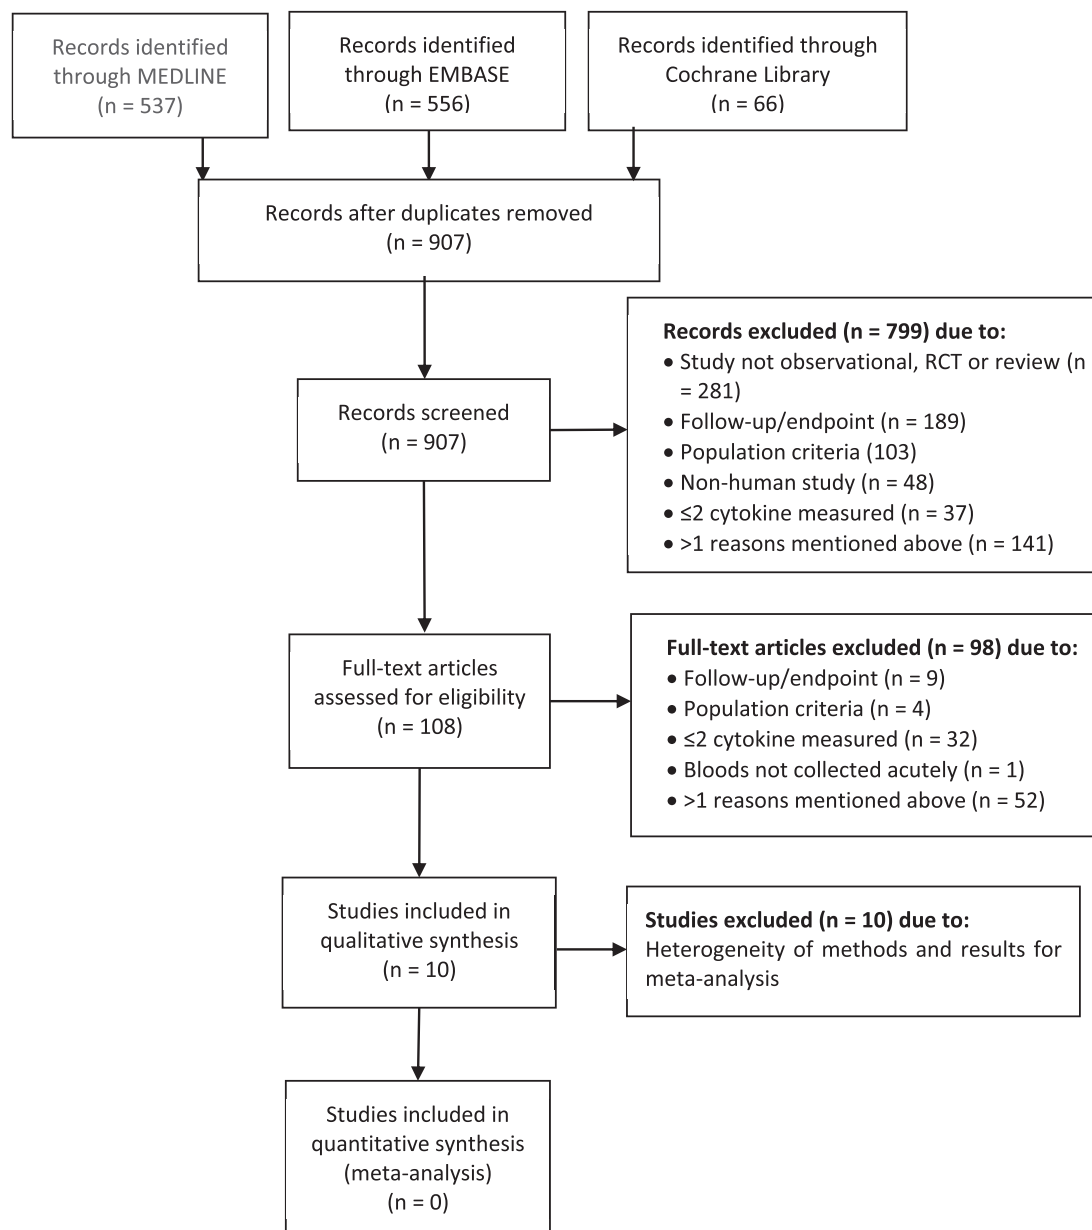 Records identified
through MEDLINE
(n = 537)
Records identified
through EMBASE
(n = 556)
Records identified through
Cochrane Library
(n = 66)
Records after duplicates removed
(n = 907)
Records screened
(n = 907)
Records excluded (n = 799) due to:
• Study not observational, RCT or review (n
= 281)
• Follow-up/endpoint (n = 189)
• Population criteria (103)
• Non-human study (n = 48)
• ≤2 cytokine measured (n = 37)
• >1 reasons mentioned above (n = 141)
Full-text articles
assessed for eligibility
(n = 108)
Full-text articles excluded (n = 98) due to:
• Follow-up/endpoint (n = 9)
• Population criteria (n = 4)
• ≤2 cytokine measured (n = 32)
• Bloods not collected acutely (n = 1)
• >1 reasons mentioned above (n = 52)
Studies included in
qualitative synthesis
(n = 10)
Studies excluded (n = 10) due to:
Heterogeneity of methods and results for
meta-analysis
Studies included in
quantitative synthesis
(meta-analysis)
(n = 0)